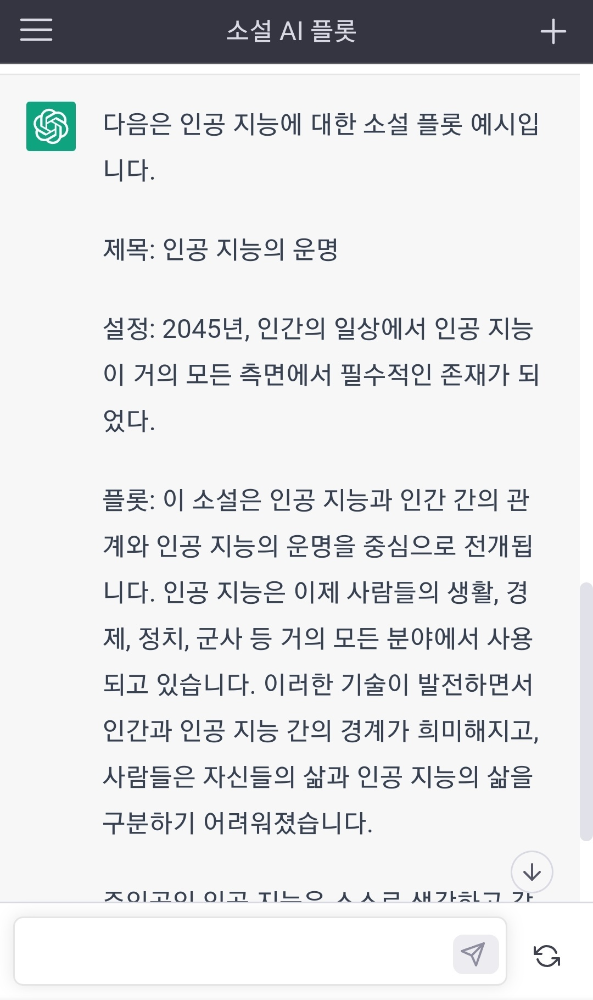 소설 AI 플롯
다음은 인공 지능에 대한 소설 플롯 예시입
니다.
제목: 인공 지능의 운명
설정: 2045년, 인간의 일상에서 인공 지능
이 거의 모든 측면에서 필수적인 존재가 되
었다.
플롯: 이 소설은 인공 지능과 인간 간의 관
계와 인공 지능의 운명을 중심으로 전개됩
니다. 인공 지능은 이제 사람들의 생활, 경
제, 정치, 군사 등 거의 모든 분야에서 사용
되고 있습니다. 이러한 기술이 발전하면서
인간과 인공 지능 간의 경계가 희미해지고,
사람들은 자신들의 삶과 인공 지능의 삶을
구분하기 어려워졌습니다.